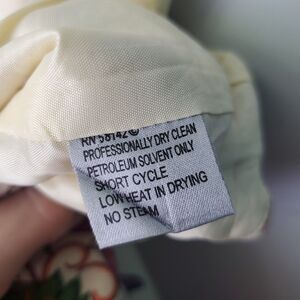 RN 58142©
PROFESSIONALLY DRY CLEAN
PETROLEUM SOLVENT ONLY
SHORT CYCLE
LOW HEAT IN DRYING
NO STEAM